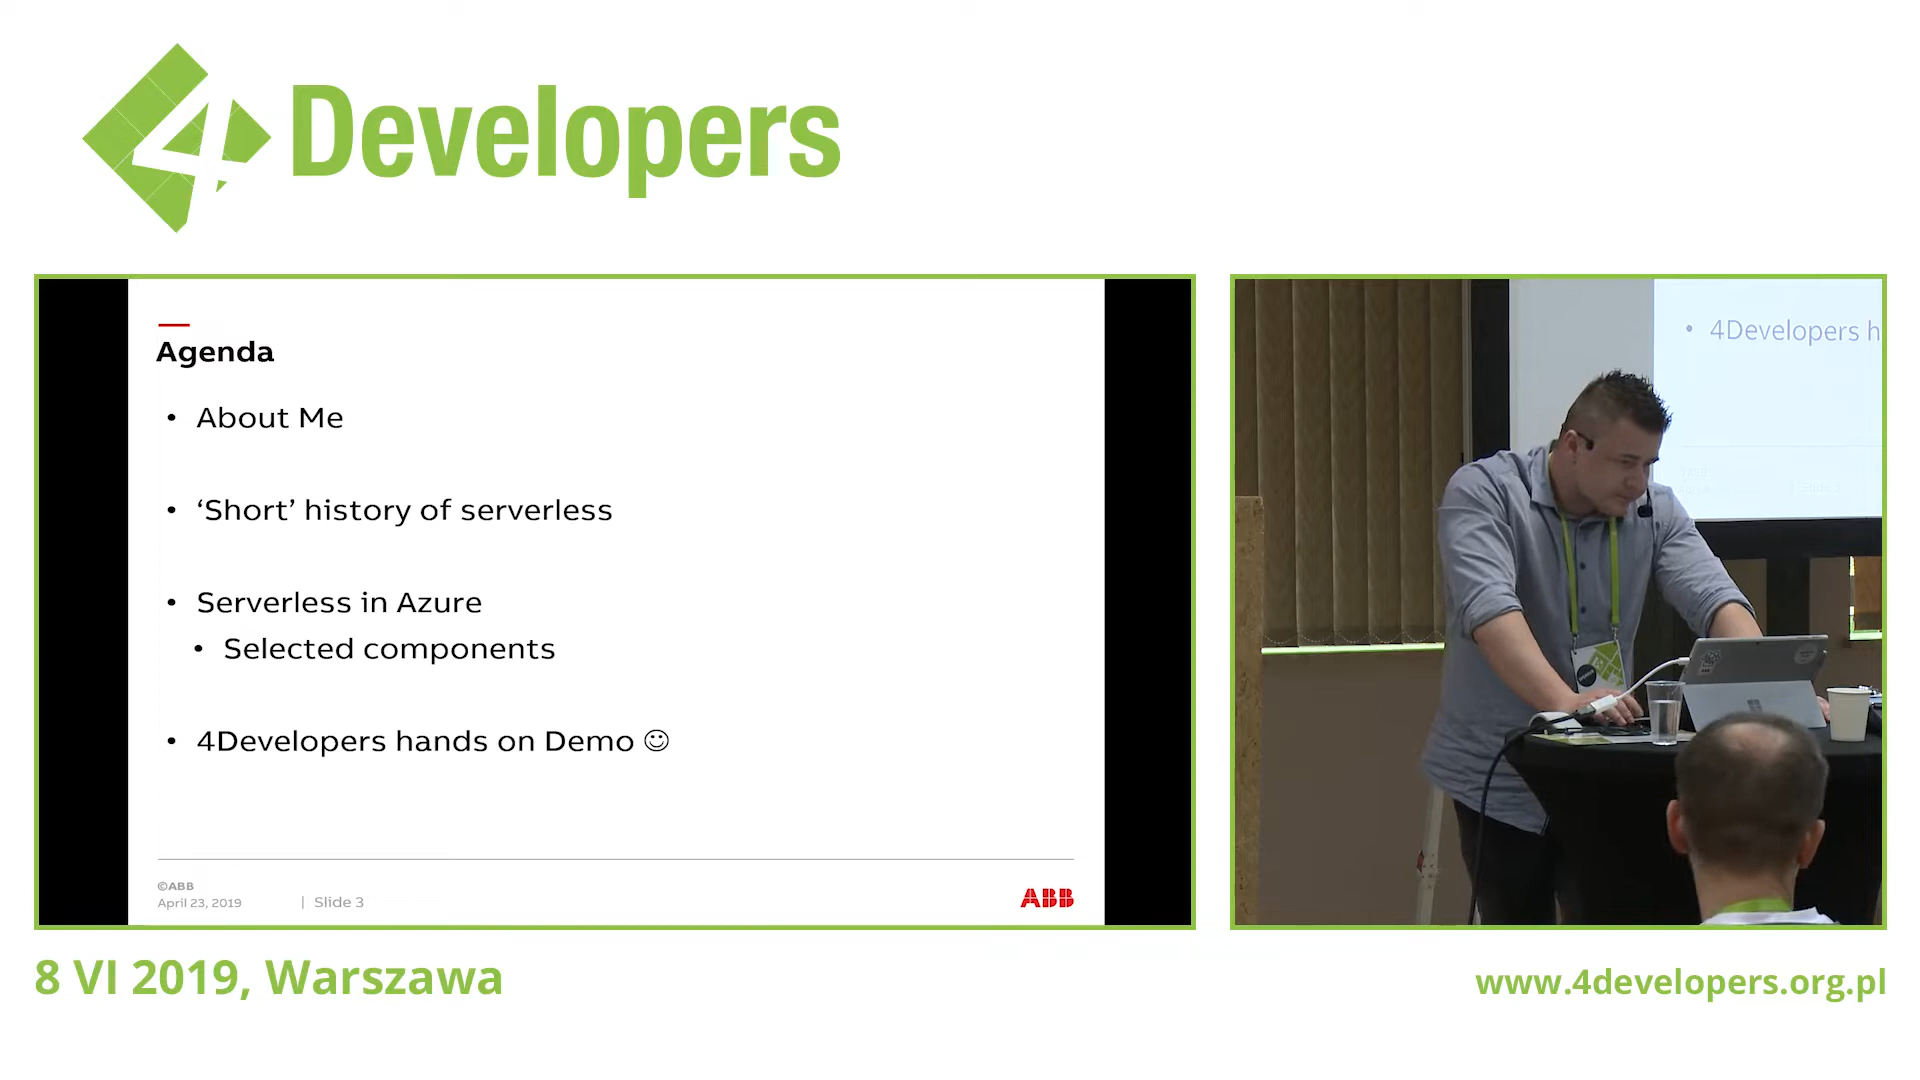 4Developers
Agenda
• About Me
• ‘Short’ history of serverless
• Serverless in Azure
• Selected components
• 4Developers hands on Demo ☺
©ABB
April 23, 2019 | Slide 3
ABB
• 4Developers h
8 VI 2019, Warszawa
www.4developers.org.pl